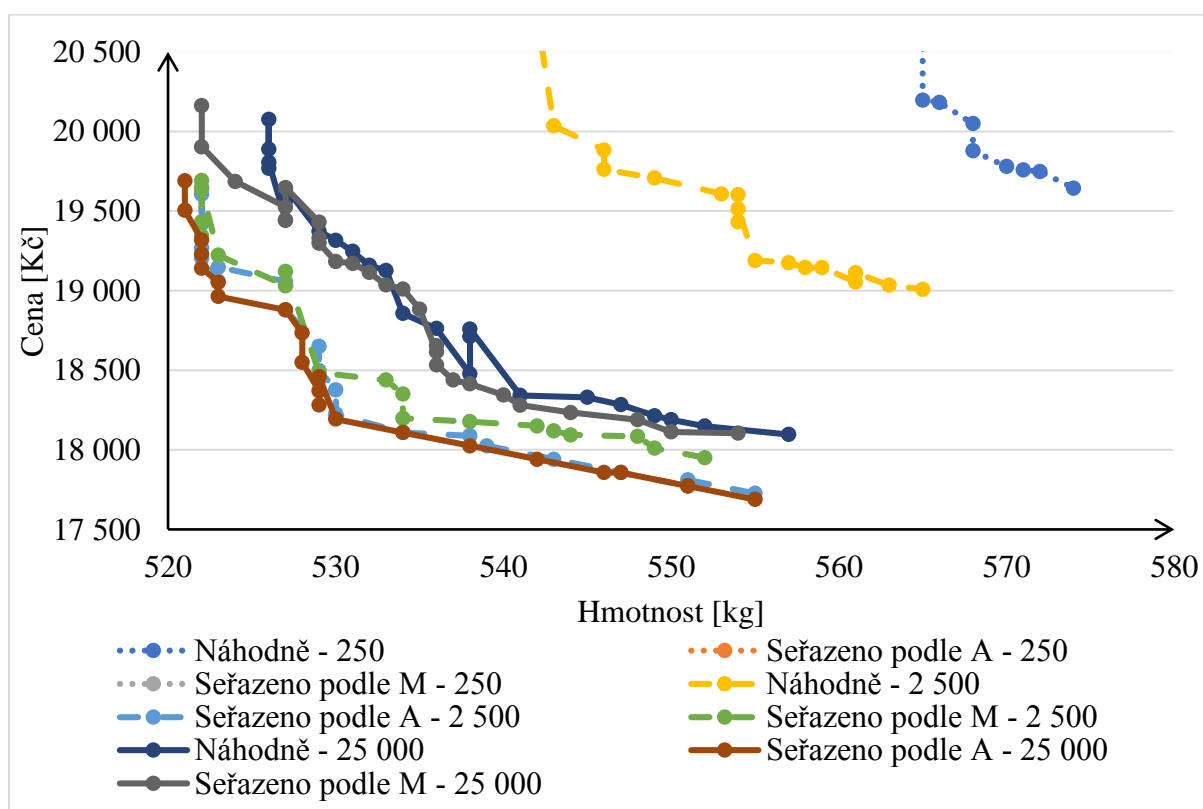 20 500
20 000
19 500
19 000
18 500
18 000
17 500
Cena [Kč]
520 530 540 550 560 570 580
Hmotnost [kg]
Náhodně - 250
Seřazeno podle A - 250
Seřazeno podle M - 250
Náhodně - 2 500
Seřazeno podle A - 2 500
Seřazeno podle M - 2 500
Náhodně - 25 000
Seřazeno podle A - 25 000
Seřazeno podle M - 25 000